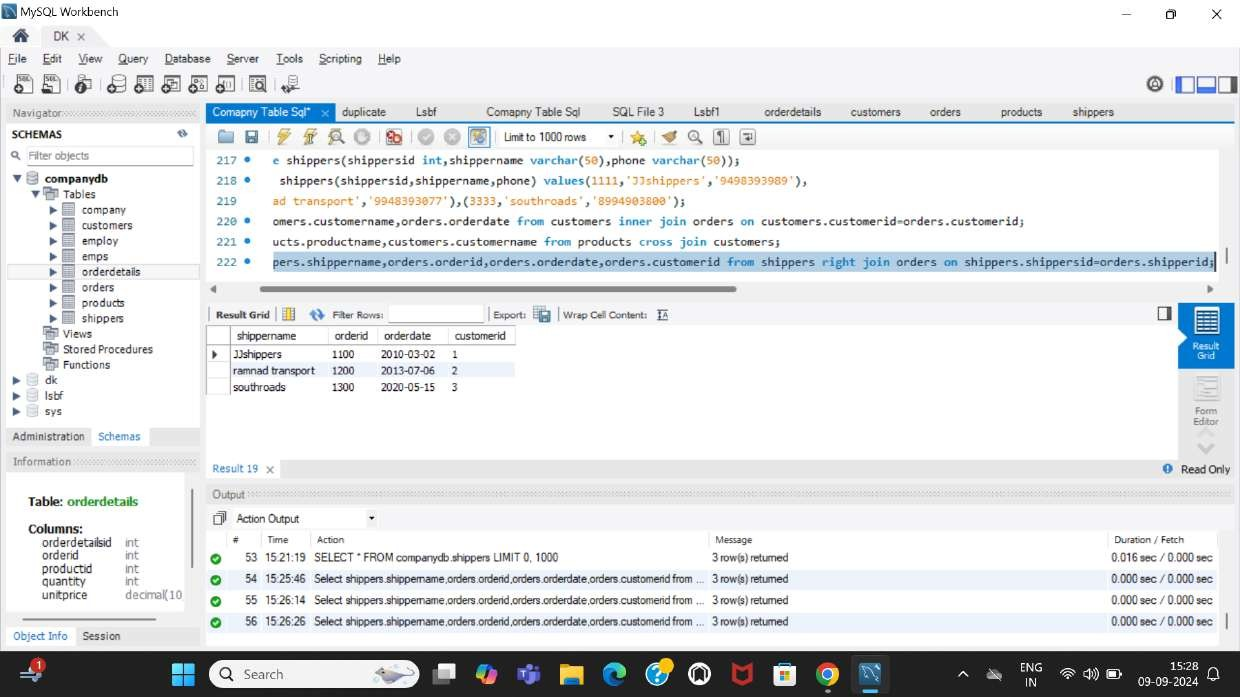 MySQL Workbench
DK
File Edit View Query Database Server Tools Scripting Help
Navigator
SCHEMAS
Filter objects
companydb
Tables
company
customers
employ
emps
orderdetails
orders
products
shippers
Views
Stored Procedures
Functions
dk
lsbf
sys
Administration Schemas
Information
Table: orderdetails
Columns:
orderdetailsid int
orderid int
productid int
quantity int
unitprice decimal(10
Object Info Session
Comapny Table Sql* duplicate Lsbf Comapny Table Sql SQL File 3 Lsbf1 orderdetails customers orders products shippers
Limit to 1000 rows
217 e shippers(shippersid int,shippername varchar(50),phone varchar(50));
218 shippers(shippersid,shippername,phone) values(1111,'JJshippers','9498393989'),
219 ad transport','9948393077'),(3333,'southroads','8994903800');
220 omers.customername,orders.orderdate from customers inner join orders on customers.customerid=orders.customerid;
221 ucts.productname,customers.customername from products cross join customers;
222 pers.shippername,orders.orderid,orders.orderdate,orders.customerid from shippers right join orders on shippers.shippersid=orders.shipperid;
Result Grid Filter Rows: Export: Wrap Cell Content:
shippername orderid orderdate customerid
JJshippers 1100 2010-03-02 1
ramnad transport 1200 2013-07-06 2
southroads 1300 2020-05-15 3
Result Grid
Form Editor
Result 19
Read Only
Output
Action Output
# Time Action Message Duration / Fetch
53 15:21:19 SELECT * FROM companydb.shippers LIMIT 0, 1000 3 row(s) returned 0.016 sec / 0.000 sec
54 15:25:46 Select shippers.shippername,orders.orderid,orders.orderdate,orders.customerid from ... 3 row(s) returned 0.000 sec / 0.000 sec
55 15:26:14 Select shippers.shippername,orders.orderid,orders.orderdate,orders.customerid from ... 3 row(s) returned 0.000 sec / 0.000 sec
56 15:26:26 Select shippers.shippername,orders.orderid,orders.orderdate,orders.customerid from ... 3 row(s) returned 0.000 sec / 0.000 sec
1
Search
ENG
IN
15:28
09-09-2024